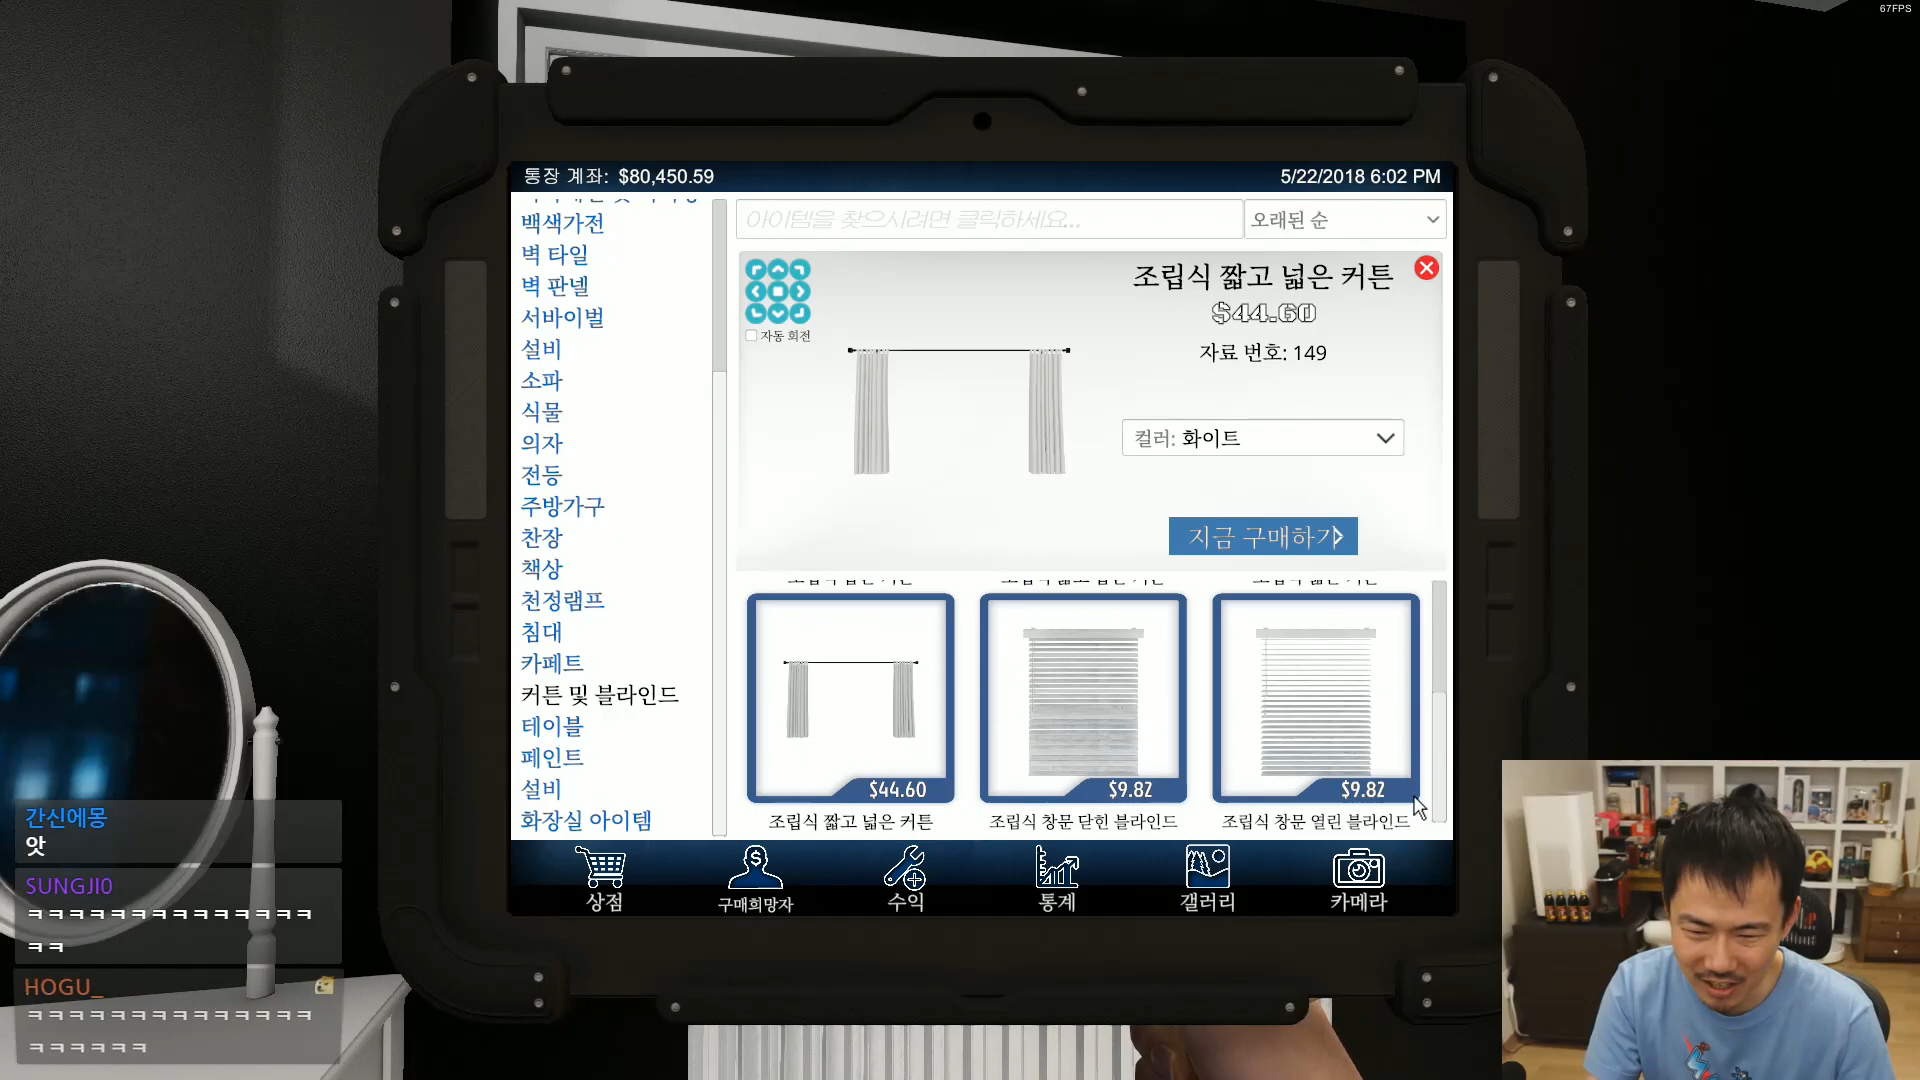 67FPS
통장 계좌: $80,450.59
5/22/2018 6:02 PM
백색가전
벽 타일
벽 판넬
서바이벌
설비
소파
식물
의자
전등
주방가구
찬장
책상
천정램프
침대
카페트
커튼 및 블라인드
테이블
페인트
설비
화장실 아이템
아이템을 찾으시려면 클릭하세요...
오래된 순
자동 회전
조립식 짧고 넓은 커튼
$44.60
자료 번호: 149
컬러: 화이트
지금 구매하기
$44.60
$9.82
$9.82
조립식 짧고 넓은 커튼
조립식 창문 닫힌 블라인드
조립식 창문 열린 블라인드
상점
구매희망자
수익
통계
갤러리
카메라
간신에몽
앗
SUNGJI0
ㅋㅋㅋㅋㅋㅋㅋㅋㅋㅋㅋㅋㅋㅋ
ㅋㅋ
HOGU_
ㅋㅋㅋㅋㅋㅋㅋㅋㅋㅋㅋㅋㅋㅋ
ㅋㅋㅋㅋㅋㅋ